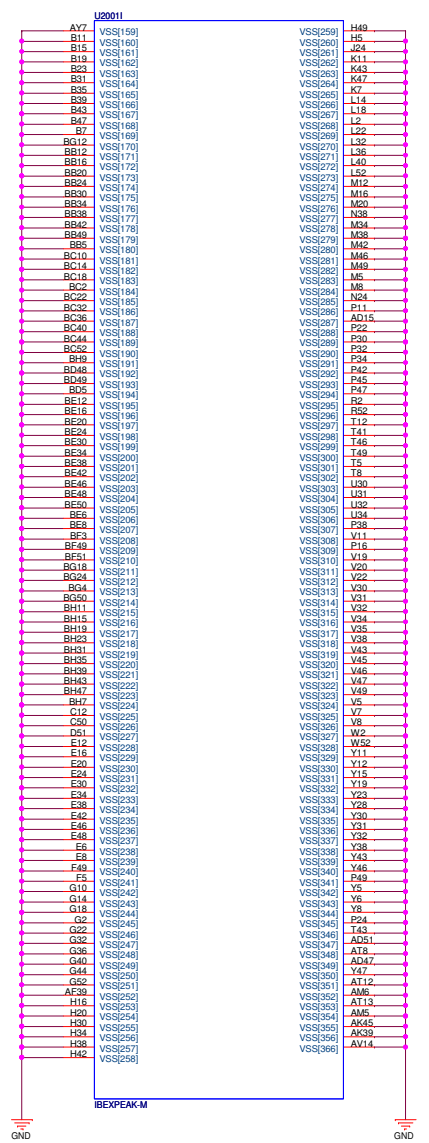 U2001I
AY7 VSS[159] VSS[259] H49
B11 VSS[160] VSS[260] H5
B15 VSS[161] VSS[261] J24
B19 VSS[162] VSS[262] K11
B23 VSS[163] VSS[263] K43
B31 VSS[164] VSS[264] K47
B35 VSS[165] VSS[265] K7
B39 VSS[166] VSS[266] L14
B43 VSS[167] VSS[267] L18
B47 VSS[168] VSS[268] L2
B7 VSS[169] VSS[269] L22
BG12 VSS[170] VSS[270] L32
BB12 VSS[171] VSS[271] L36
BB16 VSS[172] VSS[272] L40
BB20 VSS[173] VSS[273] L52
BB24 VSS[174] VSS[274] M12
BB30 VSS[175] VSS[275] M16
BB34 VSS[176] VSS[276] M20
BB38 VSS[177] VSS[277] N38
BB42 VSS[178] VSS[278] M34
BB49 VSS[179] VSS[279] M38
BB5 VSS[180] VSS[280] M42
BC10 VSS[181] VSS[281] M46
BC14 VSS[182] VSS[282] M49
BC18 VSS[183] VSS[283] M5
BC2 VSS[184] VSS[284] M8
BC22 VSS[185] VSS[285] N24
BC32 VSS[186] VSS[286] P11
BC36 VSS[187] VSS[287] AD15
BC40 VSS[188] VSS[288] P22
BC44 VSS[189] VSS[289] P30
BC52 VSS[190] VSS[290] P32
BH9 VSS[191] VSS[291] P34
BD48 VSS[192] VSS[292] P42
BD49 VSS[193] VSS[293] P45
BD5 VSS[194] VSS[294] P47
BE12 VSS[195] VSS[295] R2
BE16 VSS[196] VSS[296] R52
BE20 VSS[197] VSS[297] T12
BE24 VSS[198] VSS[298] T41
BE30 VSS[199] VSS[299] T46
BE34 VSS[200] VSS[300] T49
BE38 VSS[201] VSS[301] T5
BE42 VSS[202] VSS[302] T8
BE46 VSS[203] VSS[303] U30
BE48 VSS[204] VSS[304] U31
BE50 VSS[205] VSS[305] U32
BE6 VSS[206] VSS[306] U34
BE8 VSS[207] VSS[307] P38
BF3 VSS[208] VSS[308] V11
BF49 VSS[209] VSS[309] P16
BF51 VSS[210] VSS[310] V19
BG18 VSS[211] VSS[311] V20
BG24 VSS[212] VSS[312] V22
BG4 VSS[213] VSS[313] V30
BG50 VSS[214] VSS[314] V31
BH11 VSS[215] VSS[315] V32
BH15 VSS[216] VSS[316] V34
BH19 VSS[217] VSS[317] V35
BH23 VSS[218] VSS[318] V38
BH31 VSS[219] VSS[319] V43
BH35 VSS[220] VSS[320] V45
BH39 VSS[221] VSS[321] V46
BH43 VSS[222] VSS[322] V47
BH47 VSS[223] VSS[323] V49
BH7 VSS[224] VSS[324] V5
C12 VSS[225] VSS[325] V7
C50 VSS[226] VSS[326] V8
D51 VSS[227] VSS[327] W2
E12 VSS[228] VSS[328] W52
E16 VSS[229] VSS[329] Y11
E20 VSS[230] VSS[330] Y12
E24 VSS[231] VSS[331] Y15
E30 VSS[232] VSS[332] Y19
E34 VSS[233] VSS[333] Y23
E38 VSS[234] VSS[334] Y28
E42 VSS[235] VSS[335] Y30
E46 VSS[236] VSS[336] Y31
E48 VSS[237] VSS[337] Y32
E6 VSS[238] VSS[338] Y38
E8 VSS[239] VSS[339] Y43
F49 VSS[240] VSS[340] Y46
F5 VSS[241] VSS[341] P49
G10 VSS[242] VSS[342] Y5
G14 VSS[243] VSS[343] Y6
G18 VSS[244] VSS[344] Y8
G2 VSS[245] VSS[345] P24
G22 VSS[246] VSS[346] T43
G32 VSS[247] VSS[347] AD51
G36 VSS[248] VSS[348] AT8
G40 VSS[249] VSS[349] AD47
G44 VSS[250] VSS[350] Y47
G52 VSS[251] VSS[351] AT12
AF39 VSS[252] VSS[352] AM6
H16 VSS[253] VSS[353] AT13
H20 VSS[254] VSS[354] AM5
H30 VSS[255] VSS[355] AK45
H34 VSS[256] VSS[356] AK39
H38 VSS[257] VSS[366] AV14
H42 VSS[258]
IBEXPEAK-M
GND GND